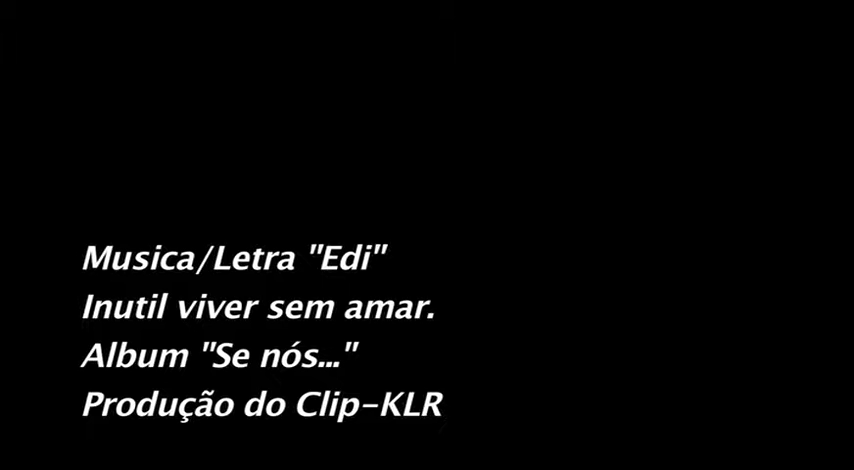 Musica/Letra "Edi"
Inutil viver sem amar.
Album "Se nós..."
Produção do Clip-KLR